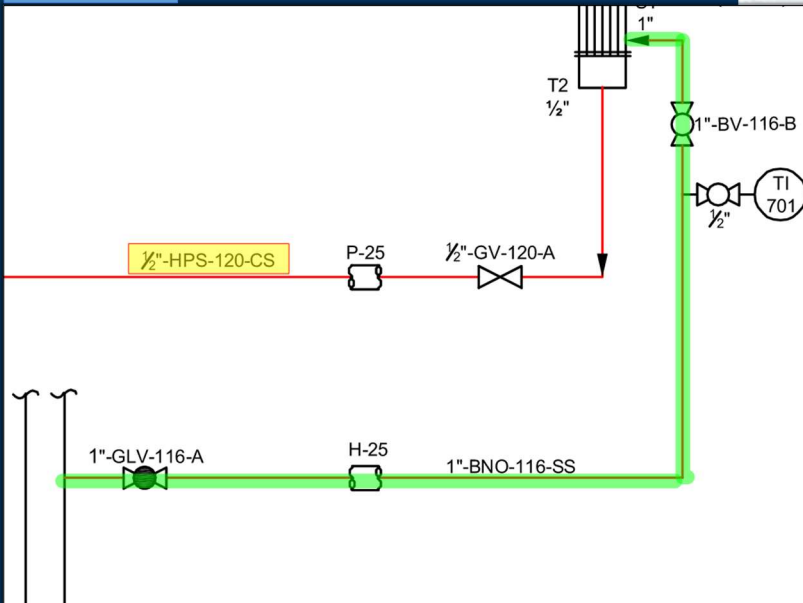 1"
T2
½"
1"-BV-116-B
TI
701
½"
½"-HPS-120-CS
P-25
½"-GV-120-A
1"-GLV-116-A
H-25
1"-BNO-116-SS